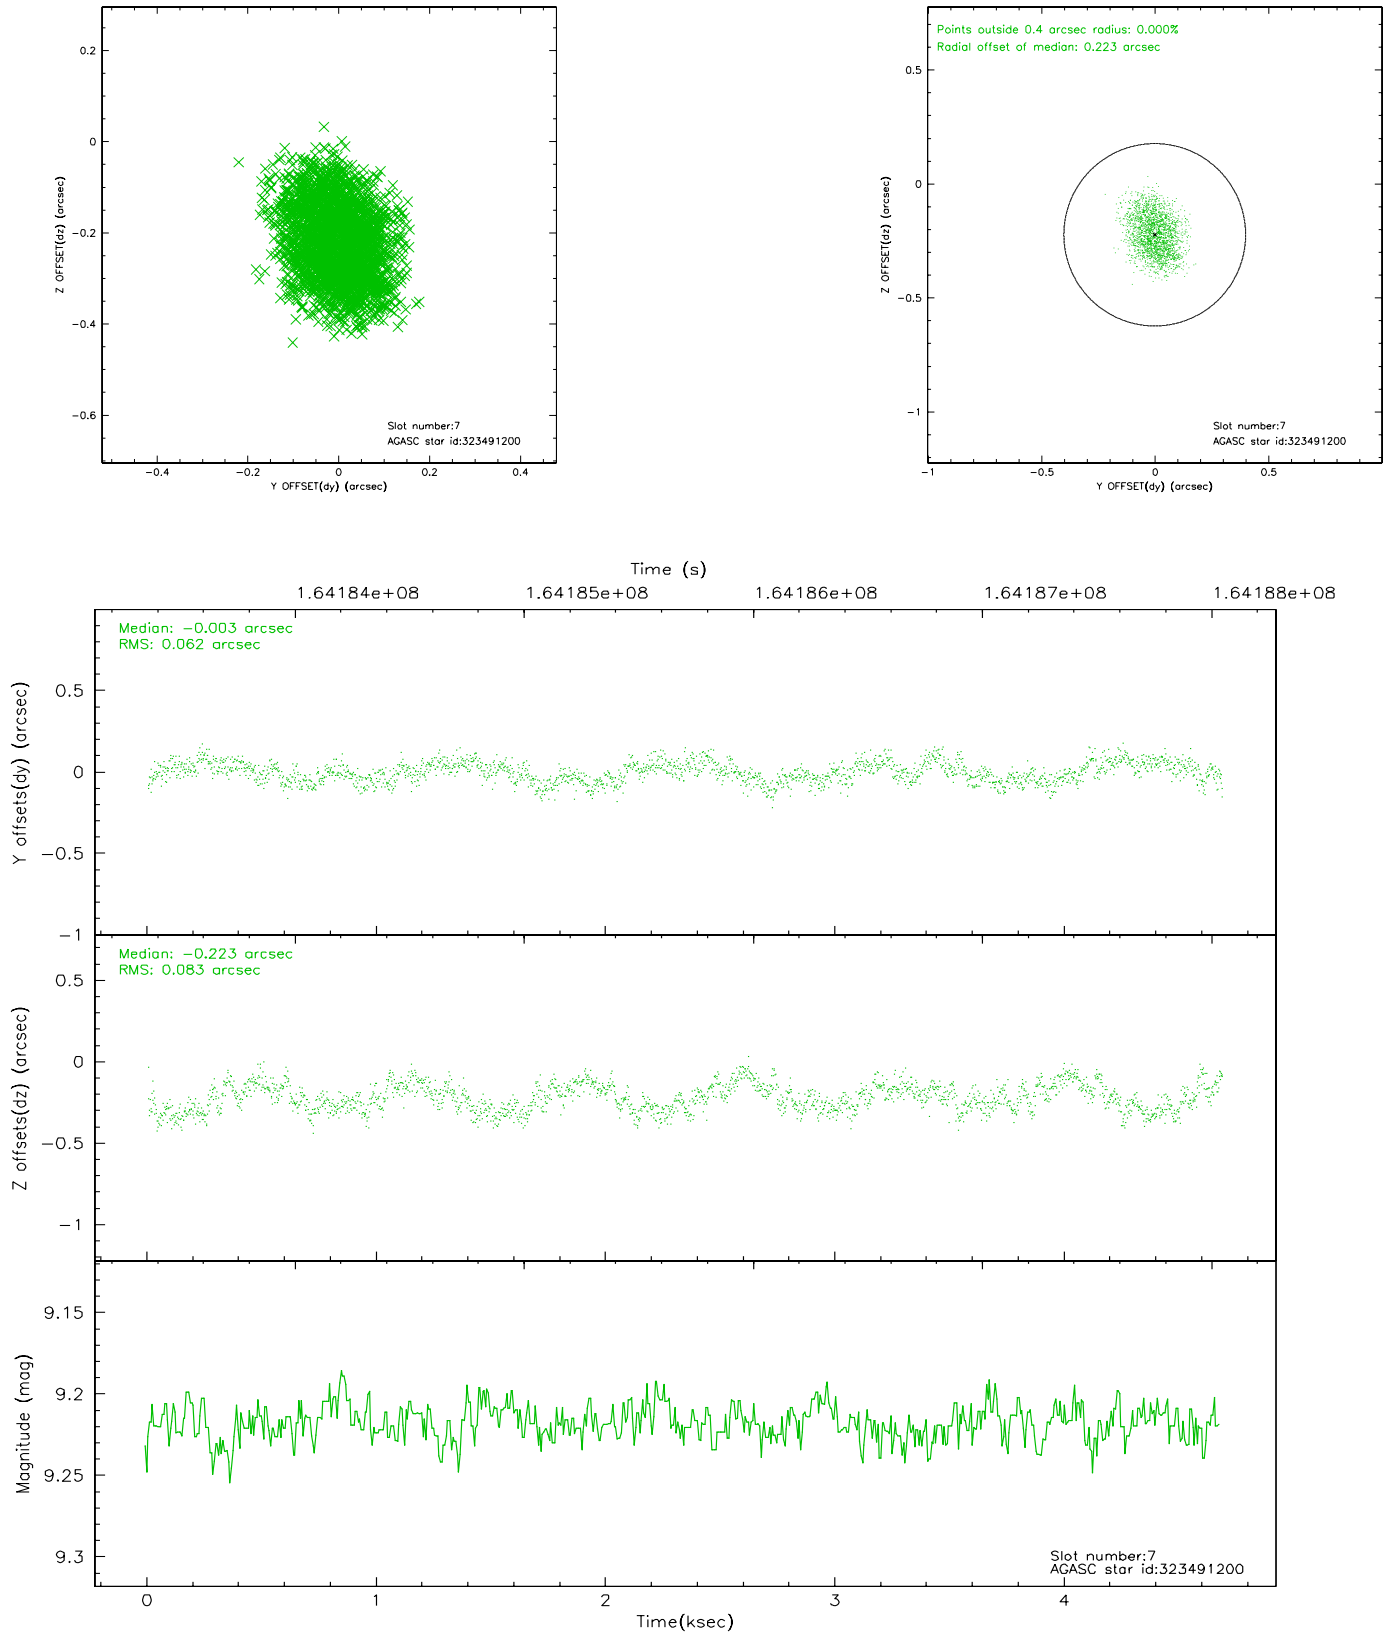 0.2
0
−0.2
−0.4
−0.6
Z OFFSET(dz) (arcsec)
Slot number:7
AGASC star id:323491200
−0.4 −0.2 0 0.2 0.4
Y OFFSET(dy) (arcsec)
Points outside 0.4 arcsec radius: 0.000%
Radial offset of median: 0.223 arcsec
0.5
0
−0.5
−1
Z OFFSET(dz) (arcsec)
Slot number:7
AGASC star id:323491200
−1 −0.5 0 0.5
Y OFFSET(dy) (arcsec)
Time (s)
1.64184e+08 1.64185e+08 1.64186e+08 1.64187e+08 1.64188e+08
Median: −0.003 arcsec
RMS: 0.062 arcsec
0.5
0
−0.5
−1
Y offsets(dy) (arcsec)
Median: −0.223 arcsec
RMS: 0.083 arcsec
0.5
0
−0.5
−1
Z offsets(dz) (arcsec)
9.15
9.2
9.25
9.3
Magnitude (mag)
Slot number:7
AGASC star id:323491200
0 1 2 3 4
Time(ksec)